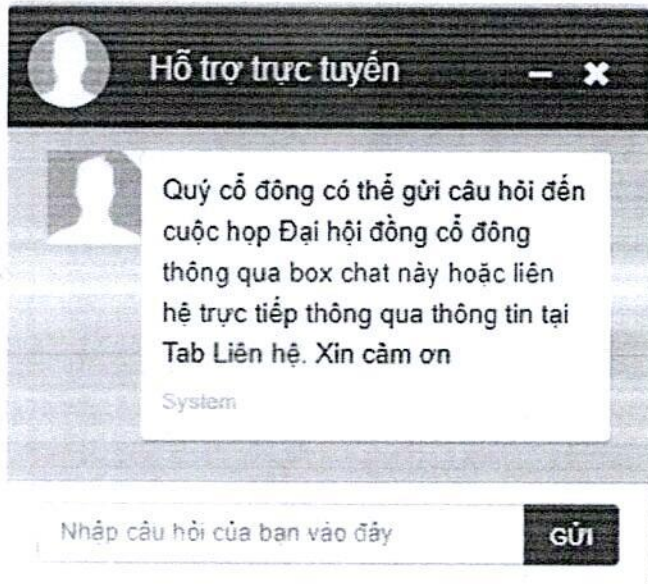 Hỗ trợ trực tuyến
Quý cổ đông có thể gửi câu hỏi đến
cuộc họp Đại hội đồng cổ đông
thông qua box chat này hoặc liên
hệ trực tiếp thông qua thông tin tại
Tab Liên hệ. Xin cảm ơn
System
Nhập câu hỏi của bạn vào đây
GỬI